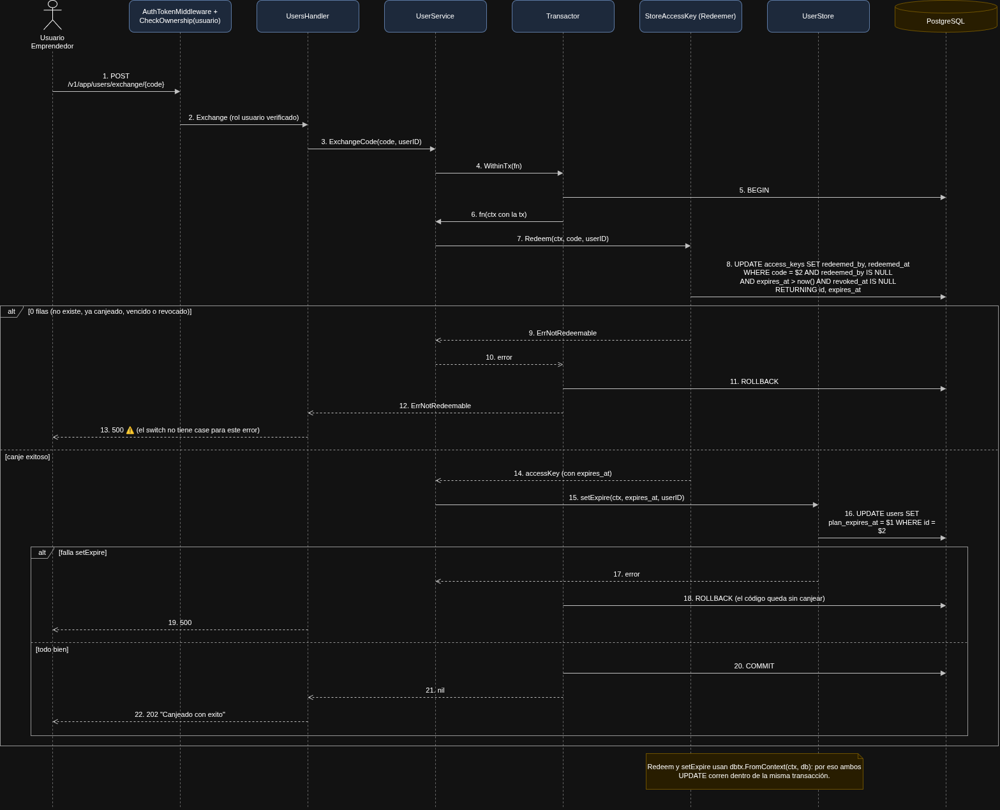 Usuario
Emprendedor
AuthTokenMiddleware +
CheckOwnership(usuario)
UsersHandler
UserService
Transactor
StoreAccessKey (Redeemer)
UserStore
PostgreSQL
1. POST
/v1/app/users/exchange/{code}
2. Exchange (rol usuario verificado)
3. ExchangeCode(code, userID)
4. WithinTx(fn)
5. BEGIN
6. fn(ctx con la tx)
7. Redeem(ctx, code, userID)
8. UPDATE access_keys SET redeemed_by, redeemed_at
WHERE code = $2 AND redeemed_by IS NULL
AND expires_at > now() AND revoked_at IS NULL
RETURNING id, expires_at
alt
[0 filas (no existe, ya canjeado, vencido o revocado)]
9. ErrNotRedeemable
10. error
11. ROLLBACK
12. ErrNotRedeemable
13. 500 ⚠️ (el switch no tiene case para este error)
[canje exitoso]
14. accessKey (con expires_at)
15. setExpire(ctx, expires_at, userID)
16. UPDATE users SET
plan_expires_at = $1 WHERE id =
$2
alt
[falla setExpire]
17. error
18. ROLLBACK (el código queda sin canjear)
19. 500
[todo bien]
20. COMMIT
21. nil
22. 202 "Canjeado con exito"
Redeem y setExpire usan dbtx.FromContext(ctx, db): por eso ambos
UPDATE corren dentro de la misma transacción.